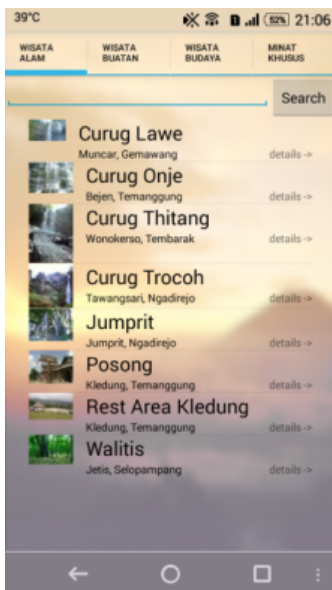 39°C 52% 21:06
WISATA ALAM
WISATA BUATAN
WISATA BUDAYA
MINAT KHUSUS
Search
Curug Lawe
Muncar, Gemawang details ->
Curug Onje
Bejen, Temanggung details ->
Curug Thitang
Wonokerso, Tembarak details ->
Curug Trocoh
Tawangsari, Ngadirejo details ->
Jumprit
Jumprit, Ngadirejo details ->
Posong
Kledung, Temanggung details ->
Rest Area Kledung
Kledung, Temanggung details ->
Walitis
Jetis, Selopampang details ->